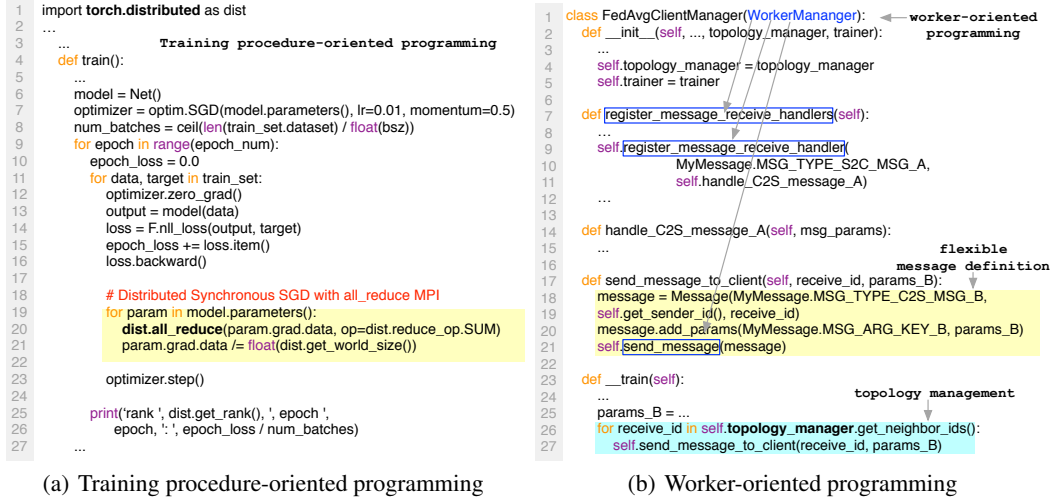 1 import torch.distributed as dist
2 …
3 ... Training procedure-oriented programming
4 def train():
5 ...
6 model = Net()
7 optimizer = optim.SGD(model.parameters(), lr=0.01, momentum=0.5)
8 num_batches = ceil(len(train_set.dataset) / float(bsz))
9 for epoch in range(epoch_num):
10 epoch_loss = 0.0
11 for data, target in train_set:
12 optimizer.zero_grad()
13 output = model(data)
14 loss = F.nll_loss(output, target)
15 epoch_loss += loss.item()
16 loss.backward()
17
18 # Distributed Synchronous SGD with all_reduce MPI
19 for param in model.parameters():
20 dist.all_reduce(param.grad.data, op=dist.reduce_op.SUM)
21 param.grad.data /= float(dist.get_world_size())
22
23 optimizer.step()
24
25 print('rank ', dist.get_rank(), ', epoch ',
26 epoch, ': ', epoch_loss / num_batches)
27 ...
(a) Training procedure-oriented programming
1 class FedAvgClientManager(WorkerMananger): worker-oriented
2 def __init__(self, ..., topology_manager, trainer): programming
3 ...
4 self.topology_manager = topology_manager
5 self.trainer = trainer
6
7 def register_message_receive_handlers(self):
8 ...
9 self.register_message_receive_handler(
10 MyMessage.MSG_TYPE_S2C_MSG_A,
11 self.handle_C2S_message_A)
12 …
13
14 def handle_C2S_message_A(self, msg_params):
15 ... flexible
16 message definition
17 def send_message_to_client(self, receive_id, params_B):
18 message = Message(MyMessage.MSG_TYPE_C2S_MSG_B,
19 self.get_sender_id(), receive_id)
20 message.add_params(MyMessage.MSG_ARG_KEY_B, params_B)
21 self.send_message(message)
22
23 def __train(self):
24 ... topology management
25 params_B = ...
26 for receive_id in self.topology_manager.get_neighbor_ids():
27 self.send_message_to_client(receive_id, params_B)
(b) Worker-oriented programming